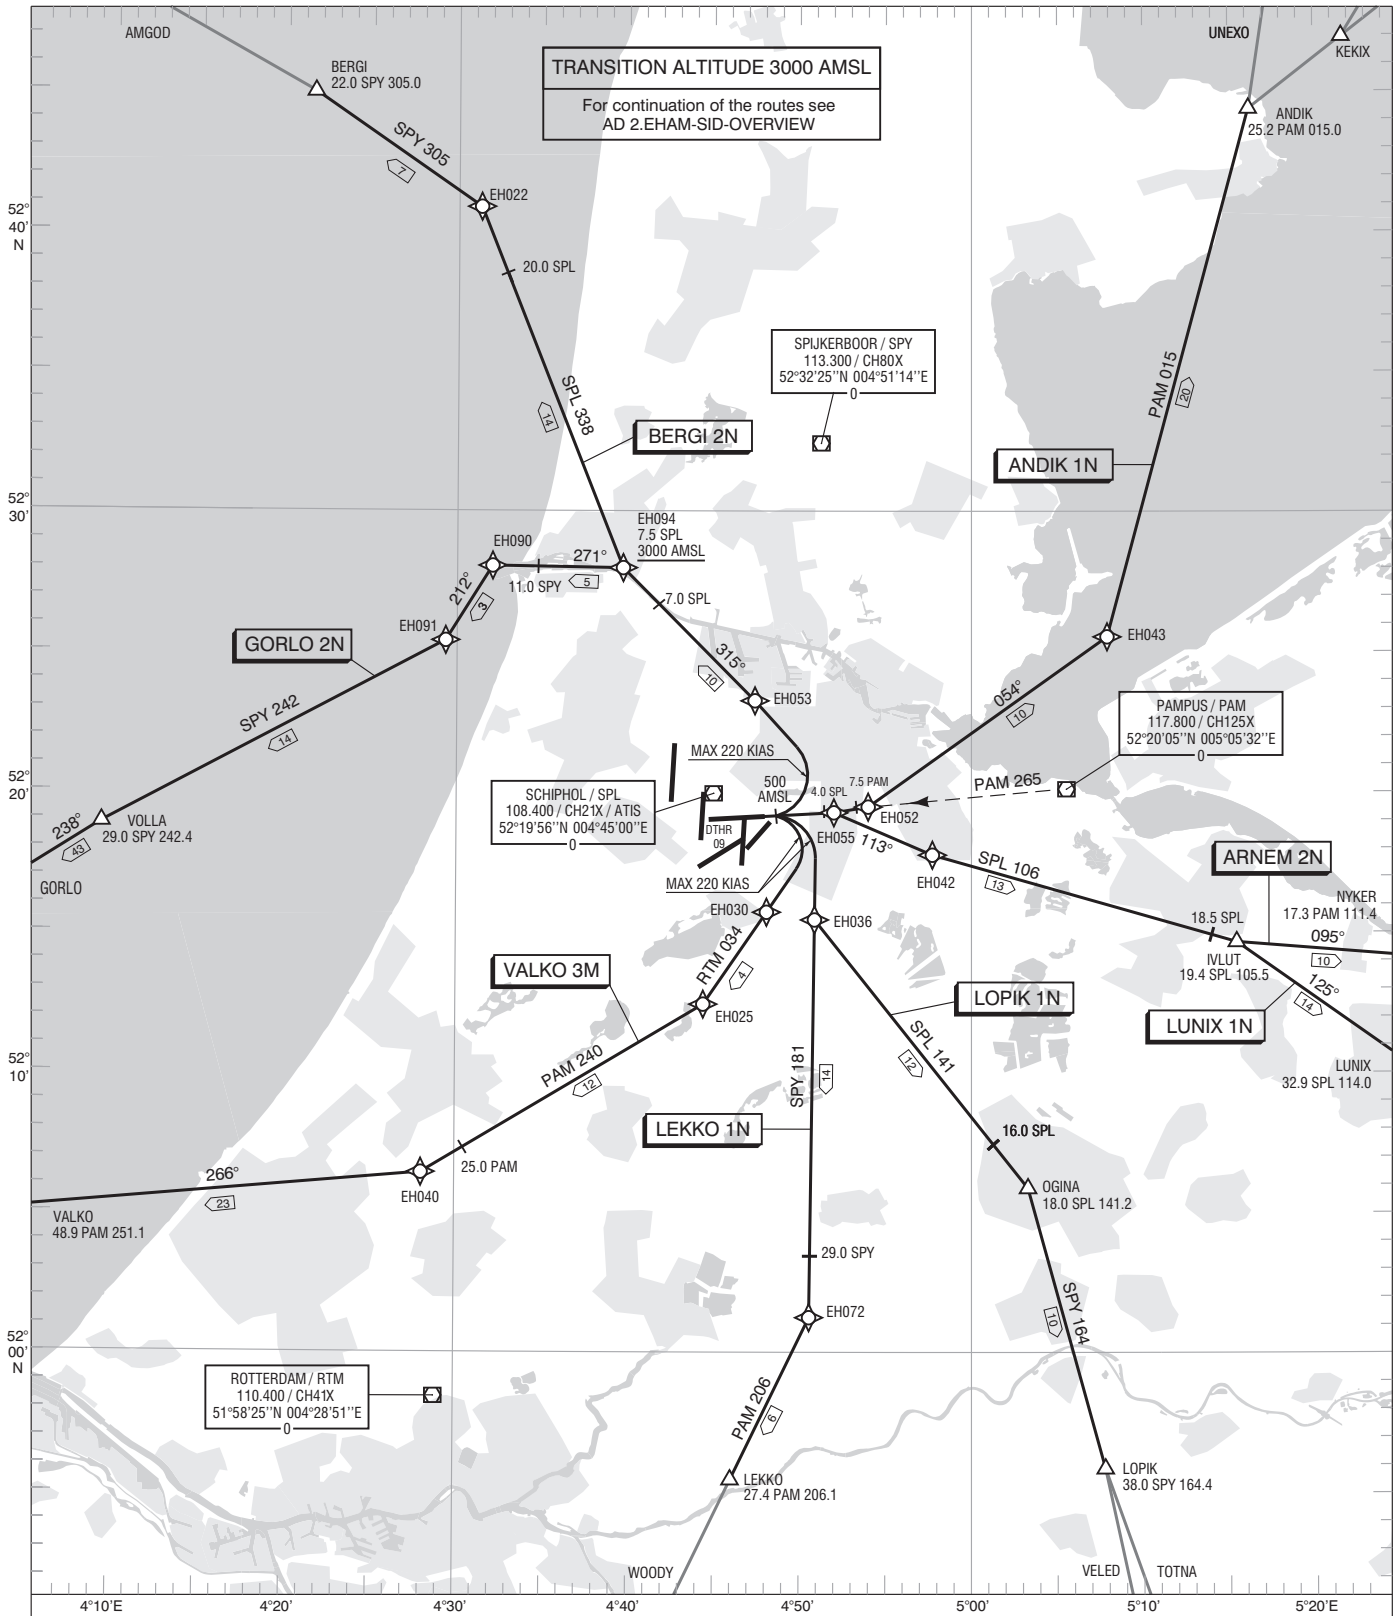 AMGOD
BERGI
22.0 SPY 305.0
TRANSITION ALTITUDE 3000 AMSL
For continuation of the routes see
AD 2.EHAM-SID-OVERVIEW
UNEXO
KEKIX
ANDIK
25.2 PAM 015.0
SPY 305
7
EH022
52°
40'
N
20.0 SPL
SPIJKERBOOR / SPY
113.300 / CH80X
52°32'25''N 004°51'14''E
0
SPL 338
14
BERGI 2N
PAM 015
20
ANDIK 1N
52°
30'
EH094
7.5 SPL
3000 AMSL
EH090
271°
5
11.0 SPY
212°
3
7.0 SPL
EH091
GORLO 2N
315°
10
EH043
SPY 242
14
EH053
054°
10
PAMPUS / PAM
117.800 / CH125X
52°20'05''N 005°05'32''E
0
MAX 220 KIAS
52°
20'
SCHIPHOL / SPL
108.400 / CH21X / ATIS
52°19'56''N 004°45'00''E
0
500
AMSL
4.0 SPL
7.5 PAM
PAM 265
EH052
DTHR
09
EH055
113°
VOLLA
29.0 SPY 242.4
238°
43
GORLO
MAX 220 KIAS
EH042
SPL 106
13
ARNEM 2N
NYKER
17.3 PAM 111.4
EH030
EH036
18.5 SPL
095°
10
IVLUT
19.4 SPL 105.5
125°
14
RTM 034
4
VALKO 3M
LOPIK 1N
LUNIX 1N
EH025
SPL 141
12
52°
10'
PAM 240
12
SPY 181
14
LUNIX
32.9 SPL 114.0
LEKKO 1N
16.0 SPL
25.0 PAM
266°
23
EH040
OGINA
18.0 SPL 141.2
VALKO
48.9 PAM 251.1
29.0 SPY
EH072
SPY 164
10
52°
00'
N
ROTTERDAM / RTM
110.400 / CH41X
51°58'25''N 004°28'51''E
0
PAM 206
6
LEKKO
27.4 PAM 206.1
LOPIK
38.0 SPY 164.4
WOODY
VELED
TOTNA
4°10'E
4°20'
4°30'
4°40'
4°50'
5°00'
5°10'
5°20'E